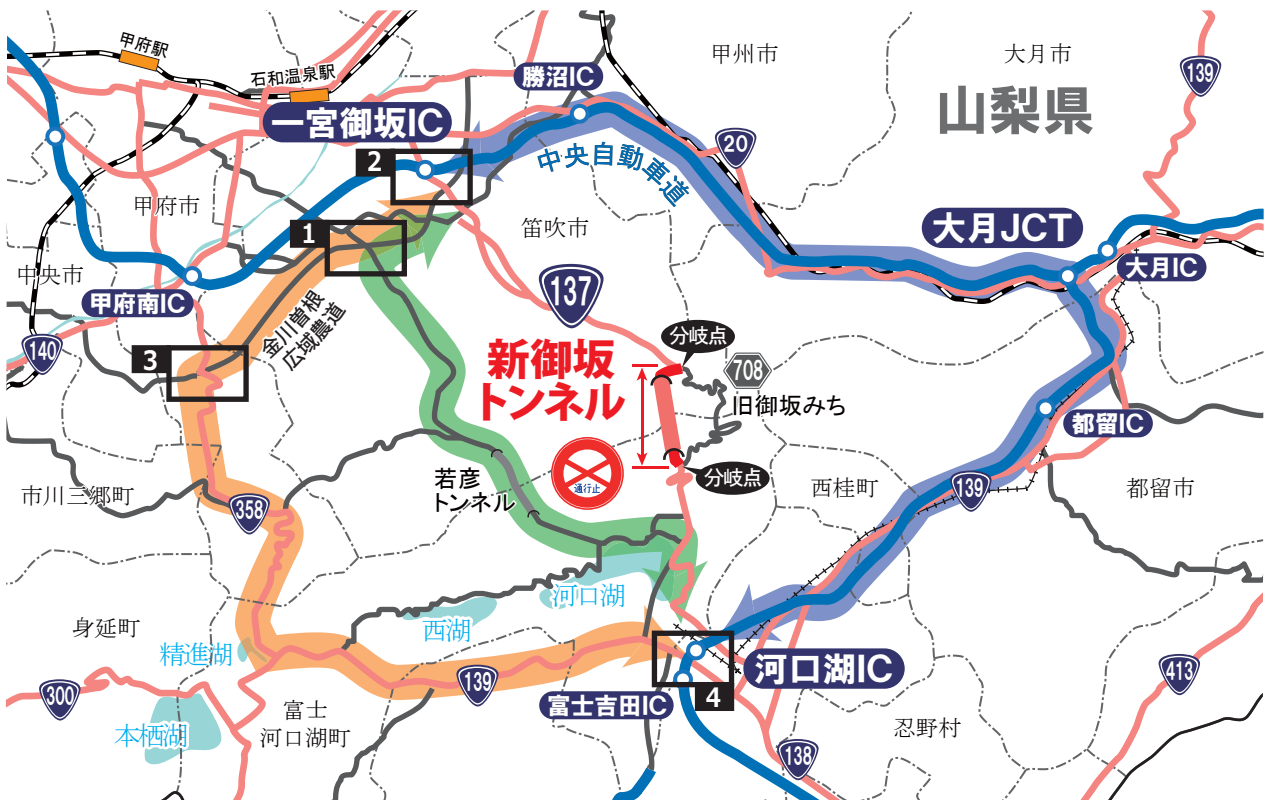 甲府駅
石和温泉駅
甲州市
大月市
139
勝沼IC
山梨県
一宮御坂IC
20
2
中央自動車道
甲府市
1
笛吹市
大月JCT
大月IC
中央市
137
甲府南IC
金川曽根
広域農道
140
3
新御坂
トンネル
分岐点
708
旧御坂みち
都留IC
通行止
分岐点
若彦
トンネル
市川三郷町
358
西桂町
139
都留市
河口湖
西湖
身延町
精進湖
河口湖IC
413
300
139
富士吉田IC
4
富士
河口湖町
本栖湖
忍野村
138